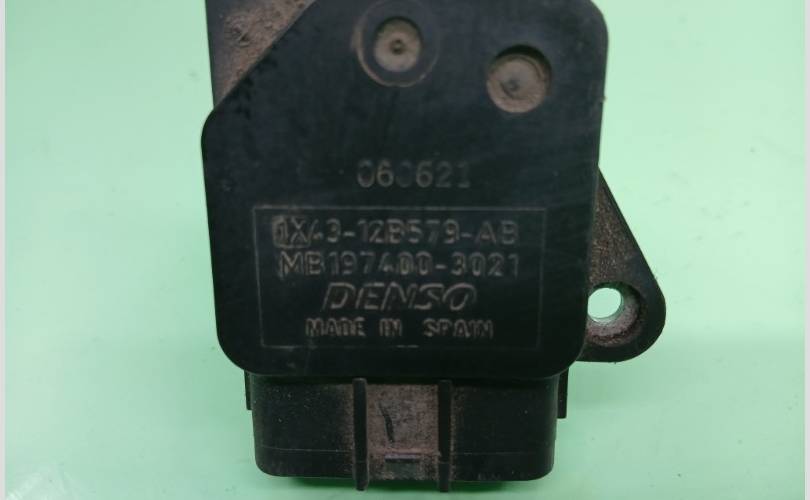 060621
1X43-12B579-AB
MB197400-3021
DENSO
MADE IN SPAIN